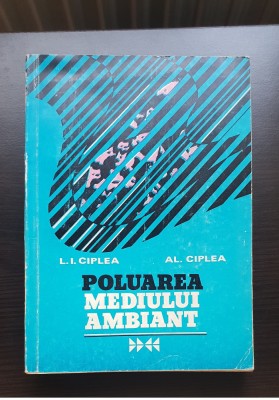 L. I. CIPLEA AL. CIPLEA
POLUAREA
MEDIULUI
AMBIANT